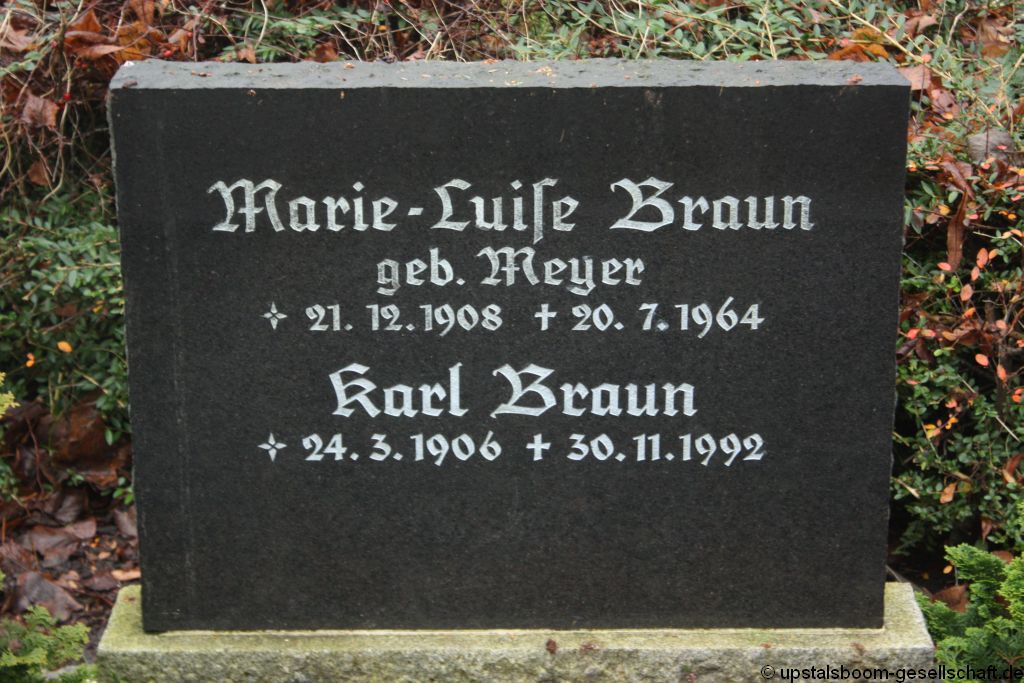 Marie-Luiſe Braun
geb. Meyer
✧ 21. 12. 1908 ✝ 20. 7. 1964
Karl Braun
✧ 24. 3. 1906 ✝ 30. 11. 1992
© upstalsboom-gesellschaft.de